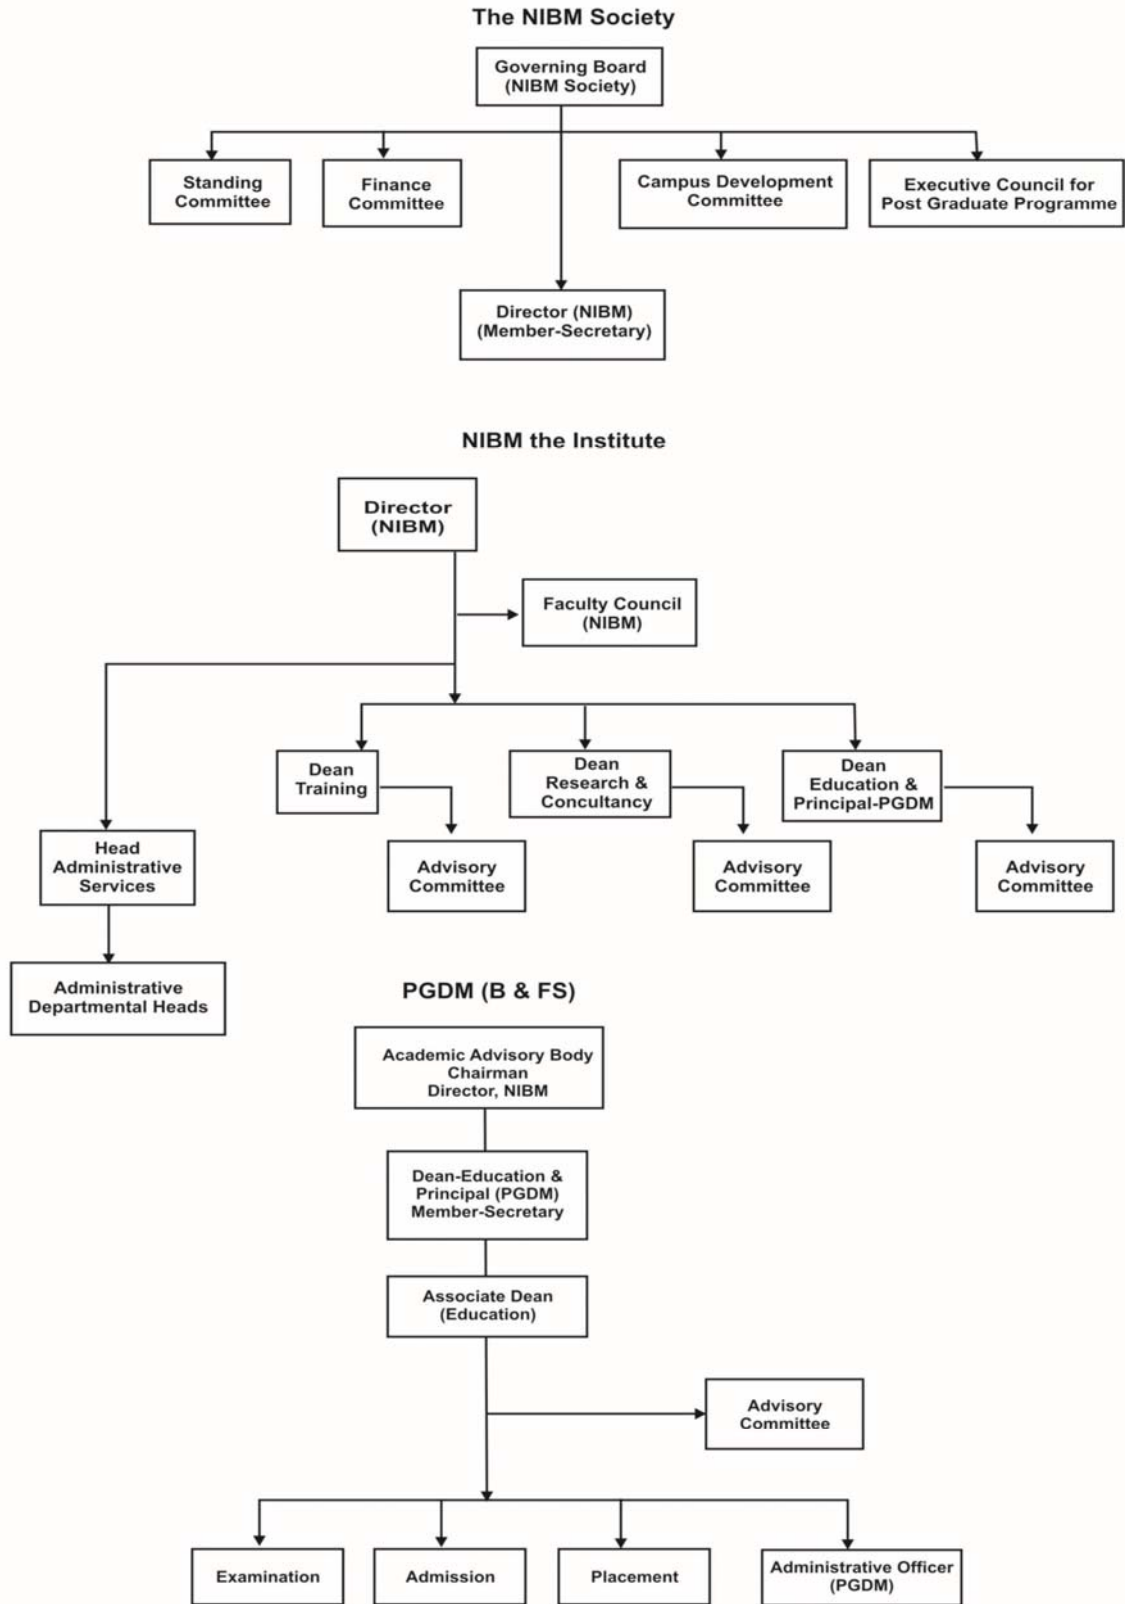 The NIBM Society
Governing Board
(NIBM Society)
Standing
Committee
Finance
Committee
Campus Development
Committee
Executive Council for
Post Graduate Programme
Director (NIBM)
(Member-Secretary)
NIBM the Institute
Director
(NIBM)
Faculty Council
(NIBM)
Dean
Training
Dean
Research &
Concultancy
Dean
Education &
Principal-PGDM
Head
Administrative
Services
Advisory
Committee
Advisory
Committee
Advisory
Committee
Administrative
Departmental Heads
PGDM (B & FS)
Academic Advisory Body
Chairman
Director, NIBM
Dean-Education &
Principal (PGDM)
Member-Secretary
Associate Dean
(Education)
Advisory
Committee
Examination
Admission
Placement
Administrative Officer
(PGDM)